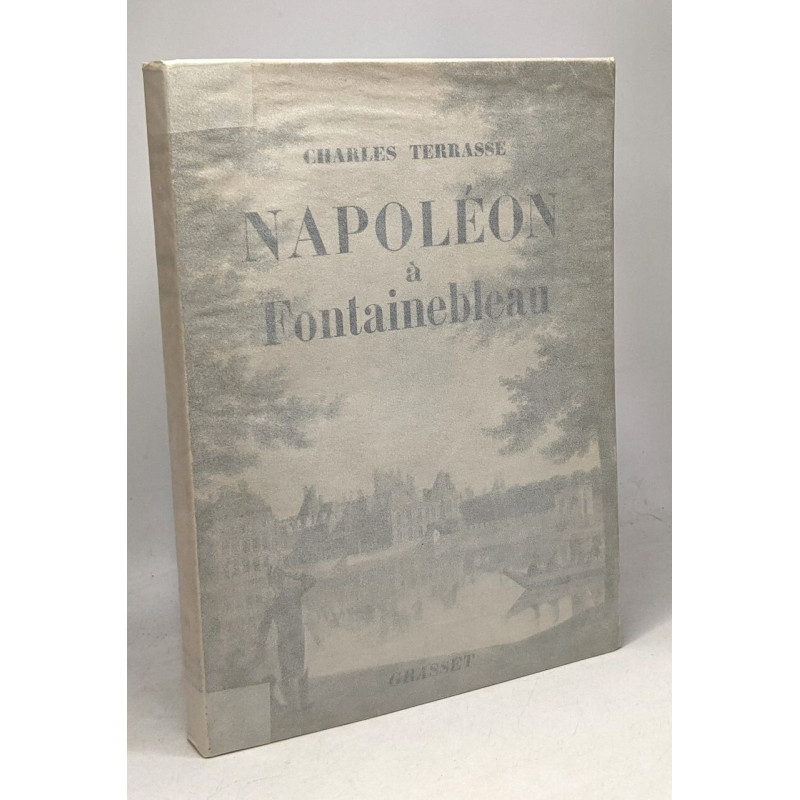 CHARLES TERRASSE
NAPOLÉON
à
Fontainebleau
GRASSET